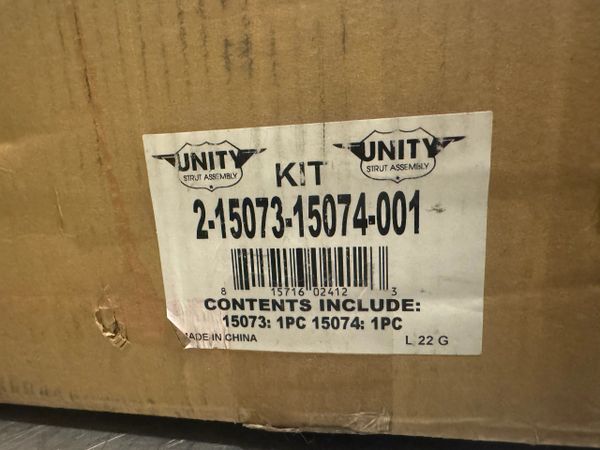 UNITY
STRUT ASSEMBLY
UNITY
STRUT ASSEMBLY
KIT
2-15073-15074-001
8 15716 02412 3
CONTENTS INCLUDE:
15073: 1PC 15074: 1PC
MADE IN CHINA
L 22 G